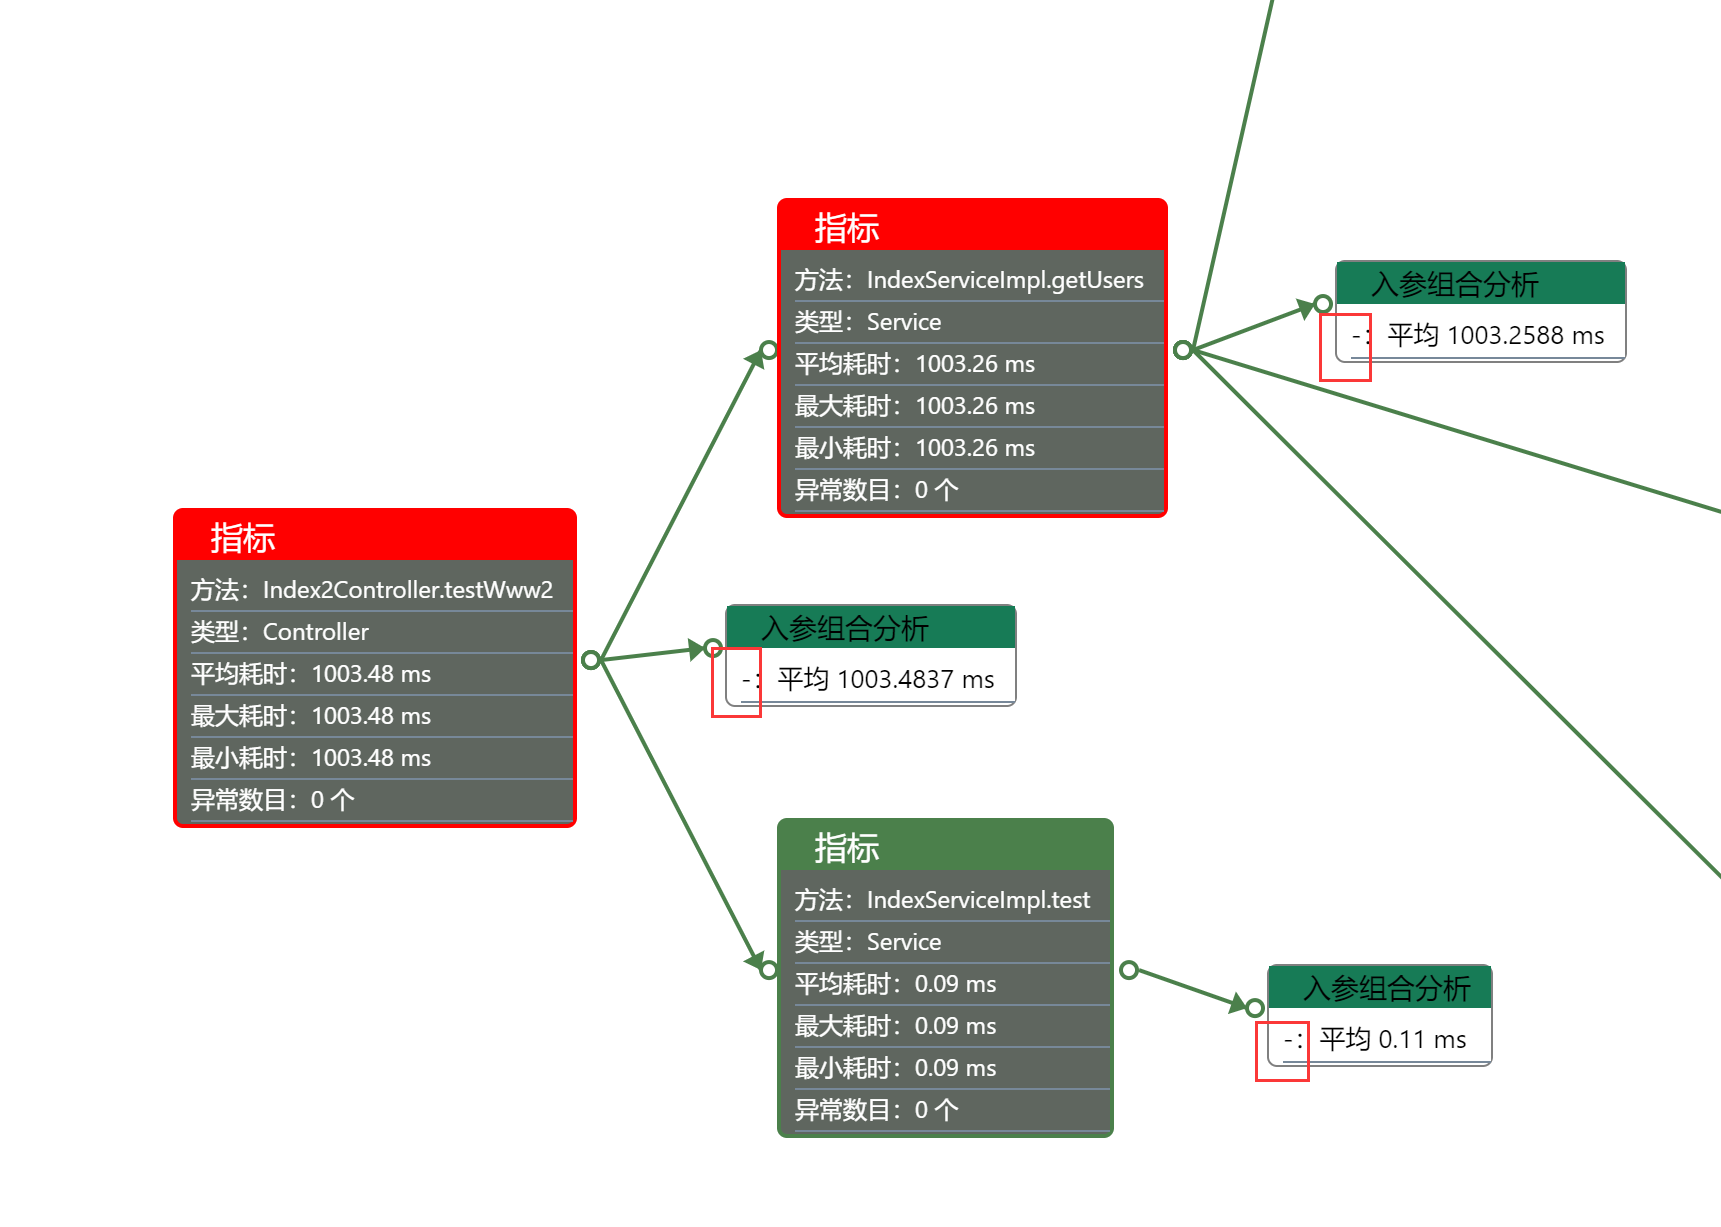 指标
方法：IndexServiceImpl.getUsers
类型：Service
平均耗时：1003.26 ms
最大耗时：1003.26 ms
最小耗时：1003.26 ms
异常数目：0 个
入参组合分析
-：平均 1003.2588 ms
指标
方法：Index2Controller.testWww2
类型：Controller
平均耗时：1003.48 ms
最大耗时：1003.48 ms
最小耗时：1003.48 ms
异常数目：0 个
入参组合分析
-：平均 1003.4837 ms
指标
方法：IndexServiceImpl.test
类型：Service
平均耗时：0.09 ms
最大耗时：0.09 ms
最小耗时：0.09 ms
异常数目：0 个
入参组合分析
-：平均 0.11 ms